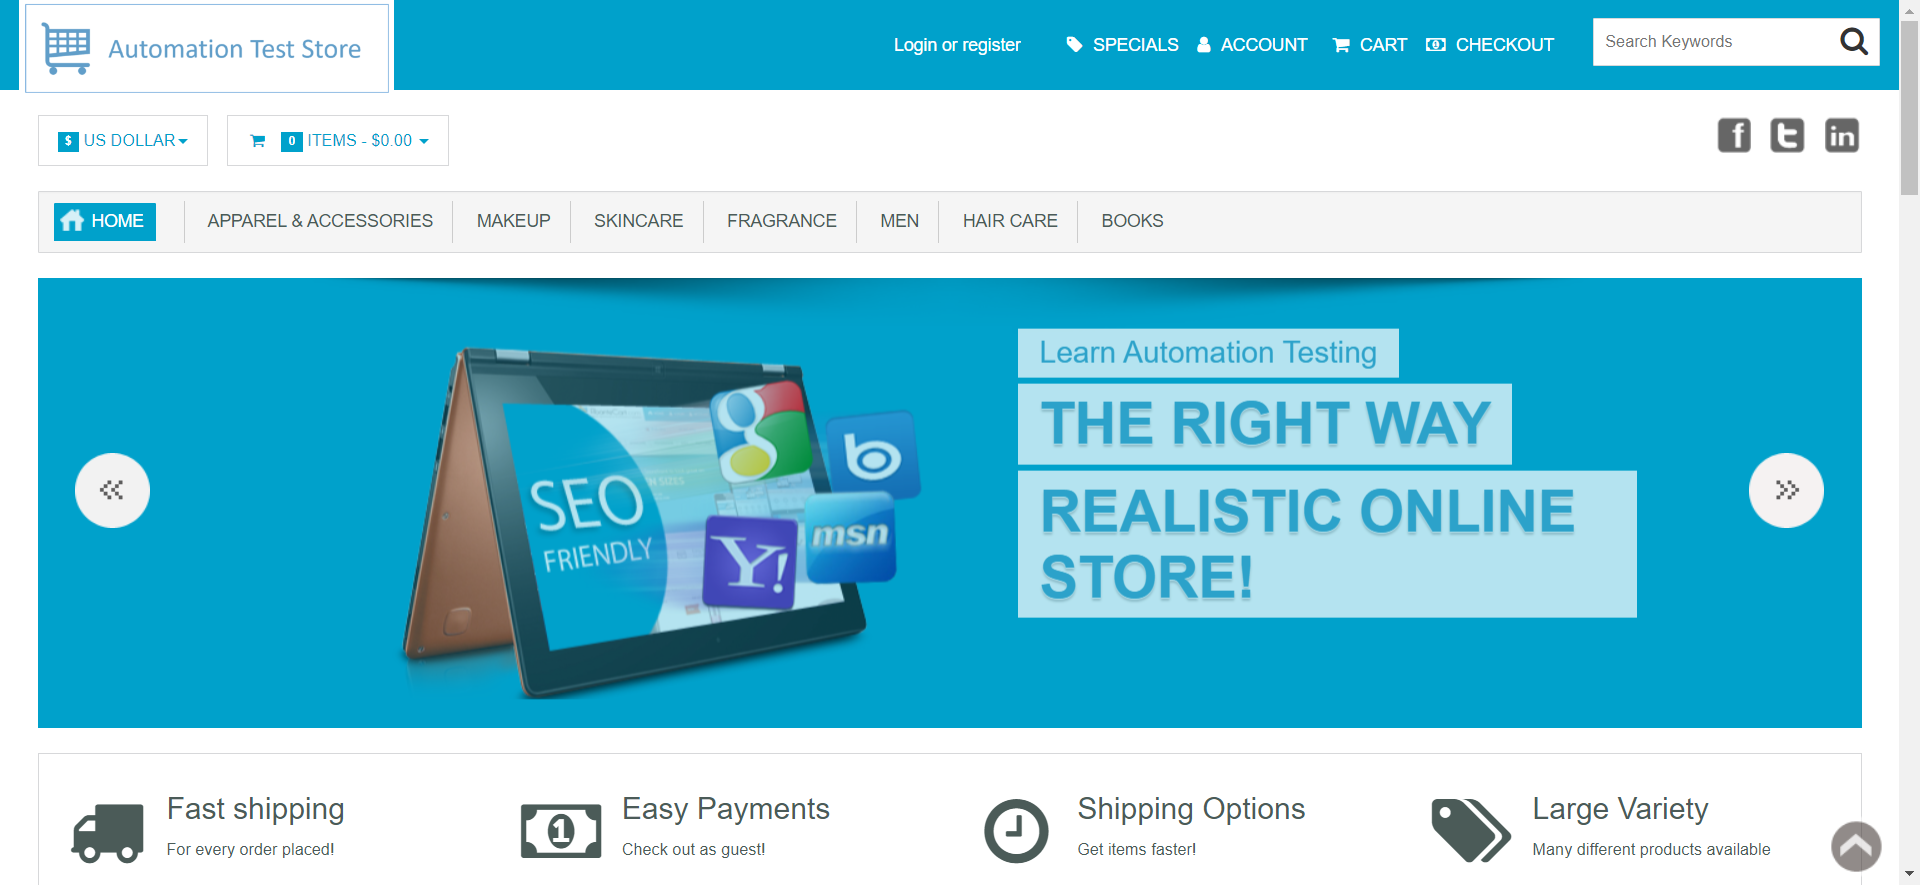 Automation Test Store
Login or register
SPECIALS
ACCOUNT
CART
CHECKOUT
Search Keywords
$ US DOLLAR
0 ITEMS - $0.00
HOME
APPAREL & ACCESSORIES
MAKEUP
SKINCARE
FRAGRANCE
MEN
HAIR CARE
BOOKS
SEO
FRIENDLY
msn
Y!
Learn Automation Testing
THE RIGHT WAY
REALISTIC ONLINE
STORE!
Fast shipping
For every order placed!
Easy Payments
Check out as guest!
Shipping Options
Get items faster!
Large Variety
Many different products available